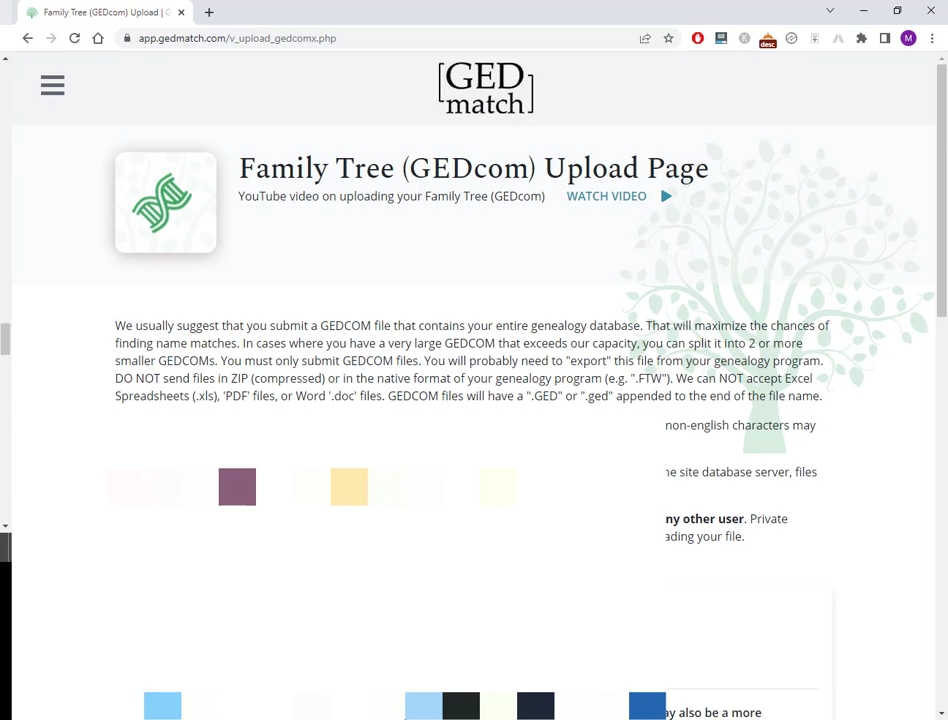 Family Tree (GEDcom) Upload | G
app.gedmatch.com/v_upload_gedcomx.php
desc
M
GED
match
Family Tree (GEDcom) Upload Page
YouTube video on uploading your Family Tree (GEDcom) WATCH VIDEO
We usually suggest that you submit a GEDCOM file that contains your entire genealogy database. That will maximize the chances of
finding name matches. In cases where you have a very large GEDCOM that exceeds our capacity, you can split it into 2 or more
smaller GEDCOMs. You must only submit GEDCOM files. You will probably need to "export" this file from your genealogy program.
DO NOT send files in ZIP (compressed) or in the native format of your genealogy program (e.g. ".FTW"). We can NOT accept Excel
Spreadsheets (.xls), 'PDF' files, or Word '.doc' files. GEDCOM files will have a ".GED" or ".ged" appended to the end of the file name.
non-english characters may
ne site database server, files
ny other user. Private
ading your file.
ay also be a more